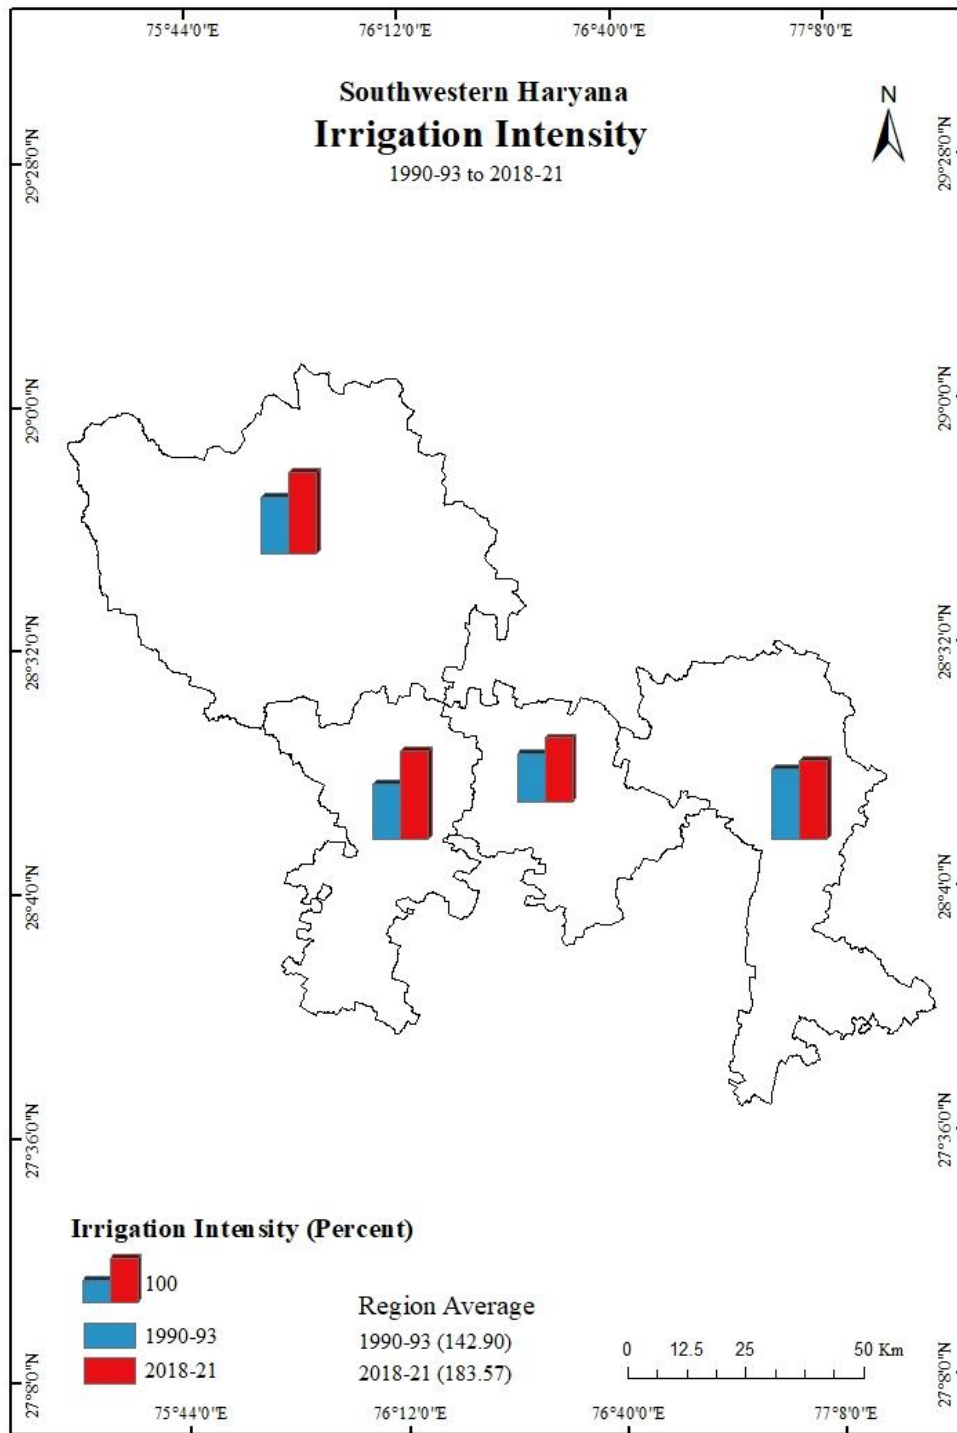 75°44'0"E 76°12'0"E 76°40'0"E 77°8'0"E
Southwestern Haryana
Irrigation Intensity
1990-93 to 2018-21
N
29°28'0"N 29°28'0"N
29°0'0"N 29°0'0"N
28°32'0"N 28°32'0"N
28°4'0"N 28°4'0"N
27°36'0"N 27°36'0"N
27°8'0"N 27°8'0"N
Irrigation Intensity (Percent)
100
1990-93
2018-21
Region Average
1990-93 (142.90)
2018-21 (183.57)
0 12.5 25 50 Km
75°44'0"E 76°12'0"E 76°40'0"E 77°8'0"E